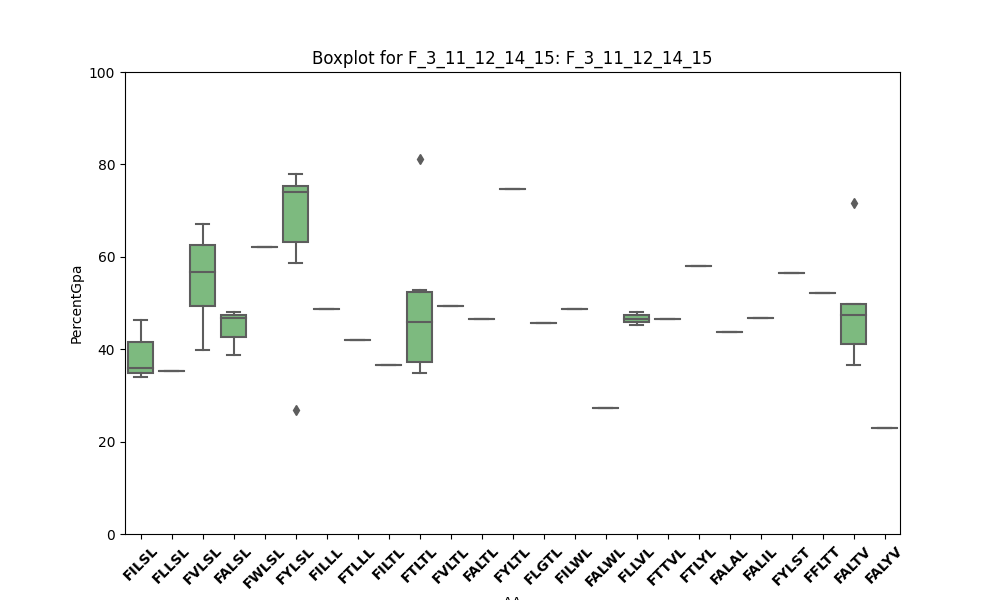 Boxplot for F_3_11_12_14_15: F_3_11_12_14_15
PercentGpa
100
80
60
40
20
0
FILSL
FLLSL
FVLSL
FALSL
FWLSL
FYLSL
FILLL
FTLLL
FILTL
FTLTL
FVLTL
FALTL
FYLTL
FLGTL
FILWL
FALWL
FLLVL
FTTVL
FTLYL
FALAL
FALIL
FYLST
FFLTT
FALTV
FALYV